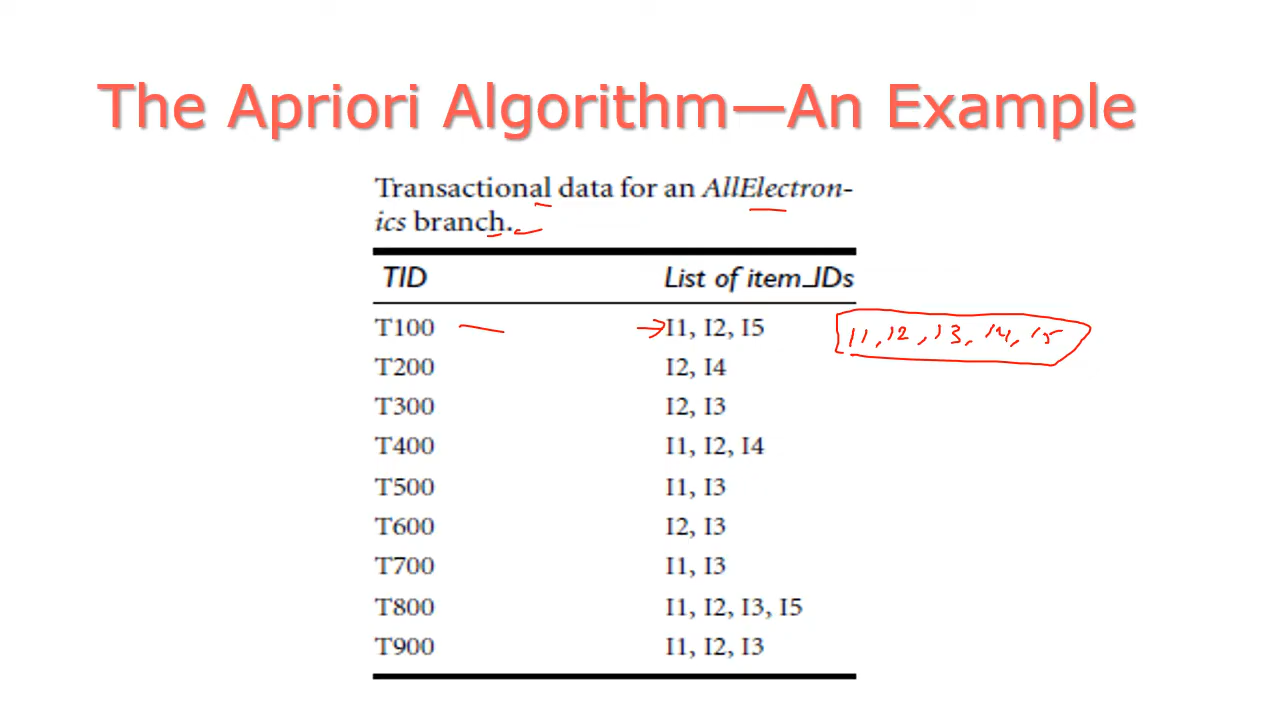 The Apriori Algorithm—An Example
Transactional data for an AllElectron-
ics branch.
TID List of item_IDs
T100 I1, I2, I5 I1, I2, I3, I4, I5
T200 I2, I4
T300 I2, I3
T400 I1, I2, I4
T500 I1, I3
T600 I2, I3
T700 I1, I3
T800 I1, I2, I3, I5
T900 I1, I2, I3